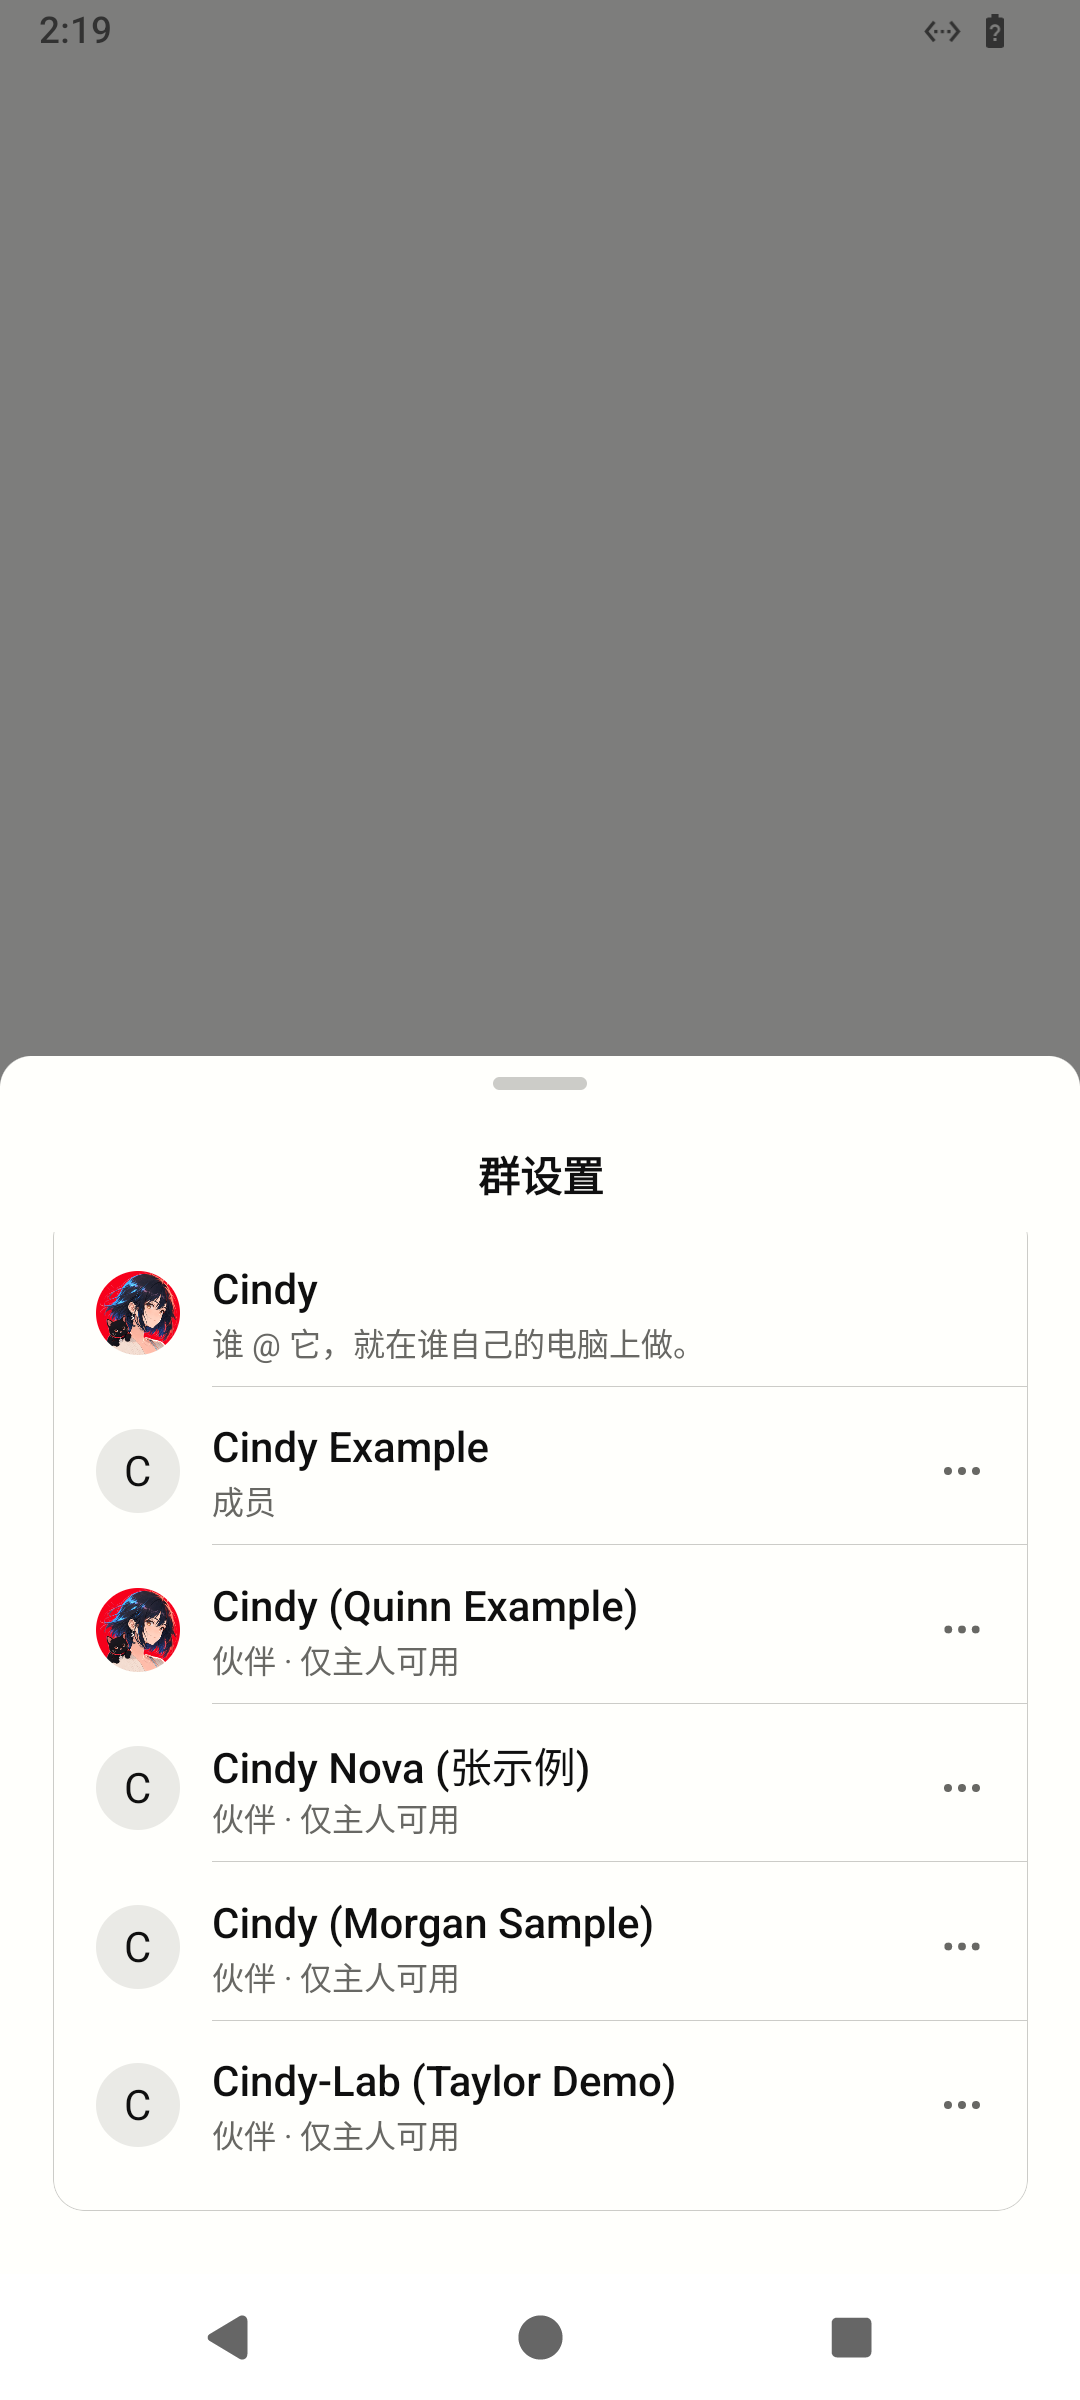 2:19
群设置
Cindy
谁 @ 它，就在谁自己的电脑上做。
C
Cindy Example
成员
Cindy (Quinn Example)
伙伴 · 仅主人可用
C
Cindy Nova (张示例)
伙伴 · 仅主人可用
C
Cindy (Morgan Sample)
伙伴 · 仅主人可用
C
Cindy-Lab (Taylor Demo)
伙伴 · 仅主人可用